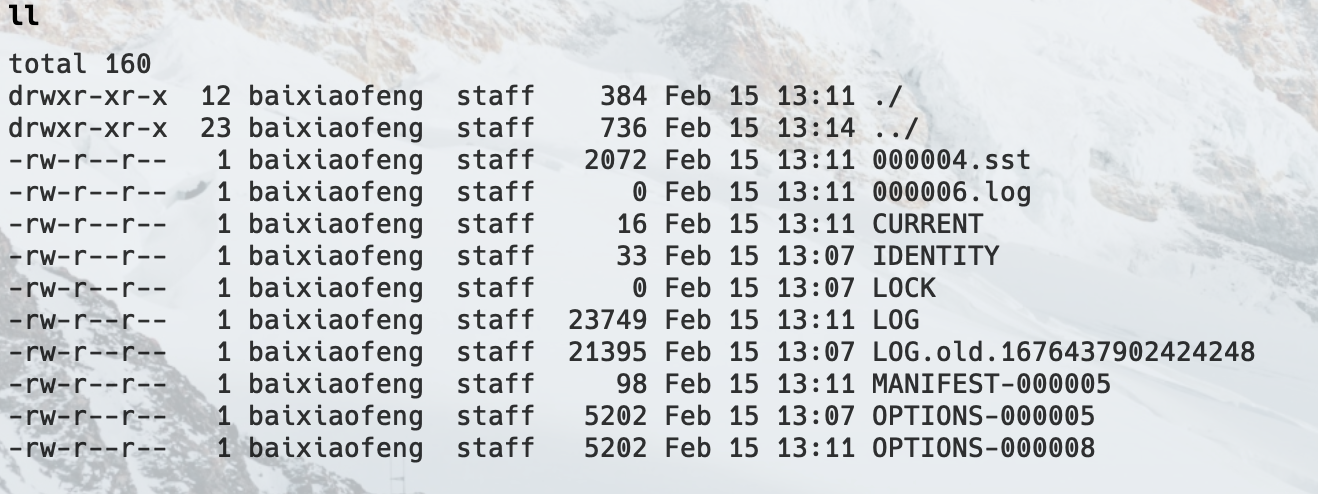 ll
total 160
drwxr-xr-x  12 baixiaofeng  staff    384 Feb 15 13:11 ./
drwxr-xr-x  23 baixiaofeng  staff    736 Feb 15 13:14 ../
-rw-r--r--   1 baixiaofeng  staff   2072 Feb 15 13:11 000004.sst
-rw-r--r--   1 baixiaofeng  staff      0 Feb 15 13:11 000006.log
-rw-r--r--   1 baixiaofeng  staff     16 Feb 15 13:11 CURRENT
-rw-r--r--   1 baixiaofeng  staff     33 Feb 15 13:07 IDENTITY
-rw-r--r--   1 baixiaofeng  staff      0 Feb 15 13:07 LOCK
-rw-r--r--   1 baixiaofeng  staff  23749 Feb 15 13:11 LOG
-rw-r--r--   1 baixiaofeng  staff  21395 Feb 15 13:07 LOG.old.1676437902424248
-rw-r--r--   1 baixiaofeng  staff     98 Feb 15 13:11 MANIFEST-000005
-rw-r--r--   1 baixiaofeng  staff   5202 Feb 15 13:07 OPTIONS-000005
-rw-r--r--   1 baixiaofeng  staff   5202 Feb 15 13:11 OPTIONS-000008